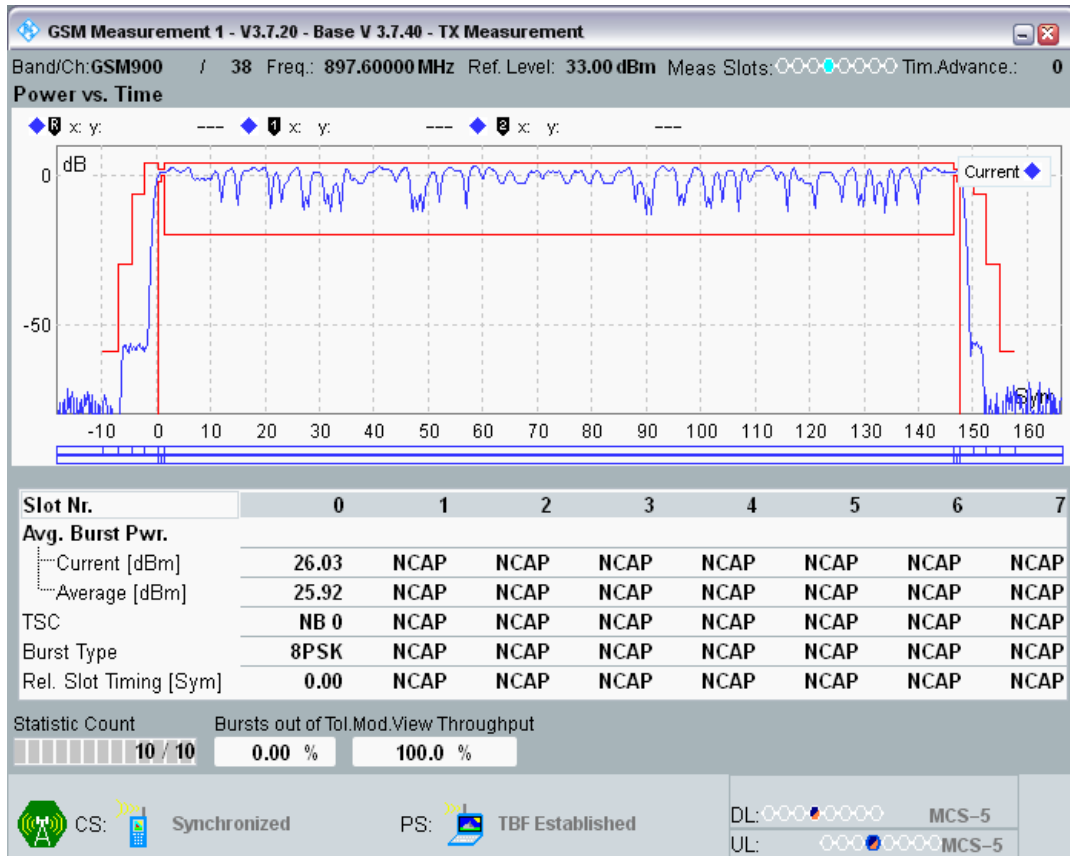 GSM Measurement 1 - V3.7.20 - Base V 3.7.40 - TX Measurement
Band/Ch:GSM900 / 38 Freq.: 897.60000 MHz Ref. Level: 33.00 dBm Meas Slots: Tim.Advance.: 0
Power vs. Time
R x: y: --- 1 x: y: --- 2 x: y: ---
dB
Current
0
-50
Sym
-10 0 10 20 30 40 50 60 70 80 90 100 110 120 130 140 150 160
Slot Nr. 0 1 2 3 4 5 6 7
Avg. Burst Pwr.
Current [dBm] 26.03 NCAP NCAP NCAP NCAP NCAP NCAP NCAP
Average [dBm] 25.92 NCAP NCAP NCAP NCAP NCAP NCAP NCAP
TSC NB 0 NCAP NCAP NCAP NCAP NCAP NCAP NCAP
Burst Type 8PSK NCAP NCAP NCAP NCAP NCAP NCAP NCAP
Rel. Slot Timing [Sym] 0.00 NCAP NCAP NCAP NCAP NCAP NCAP NCAP
Statistic Count Bursts out of Tol. Mod.View Throughput
10 / 10 0.00 % 100.0 %
CS: Synchronized PS: TBF Established
DL: MCS-5
UL: MCS-5